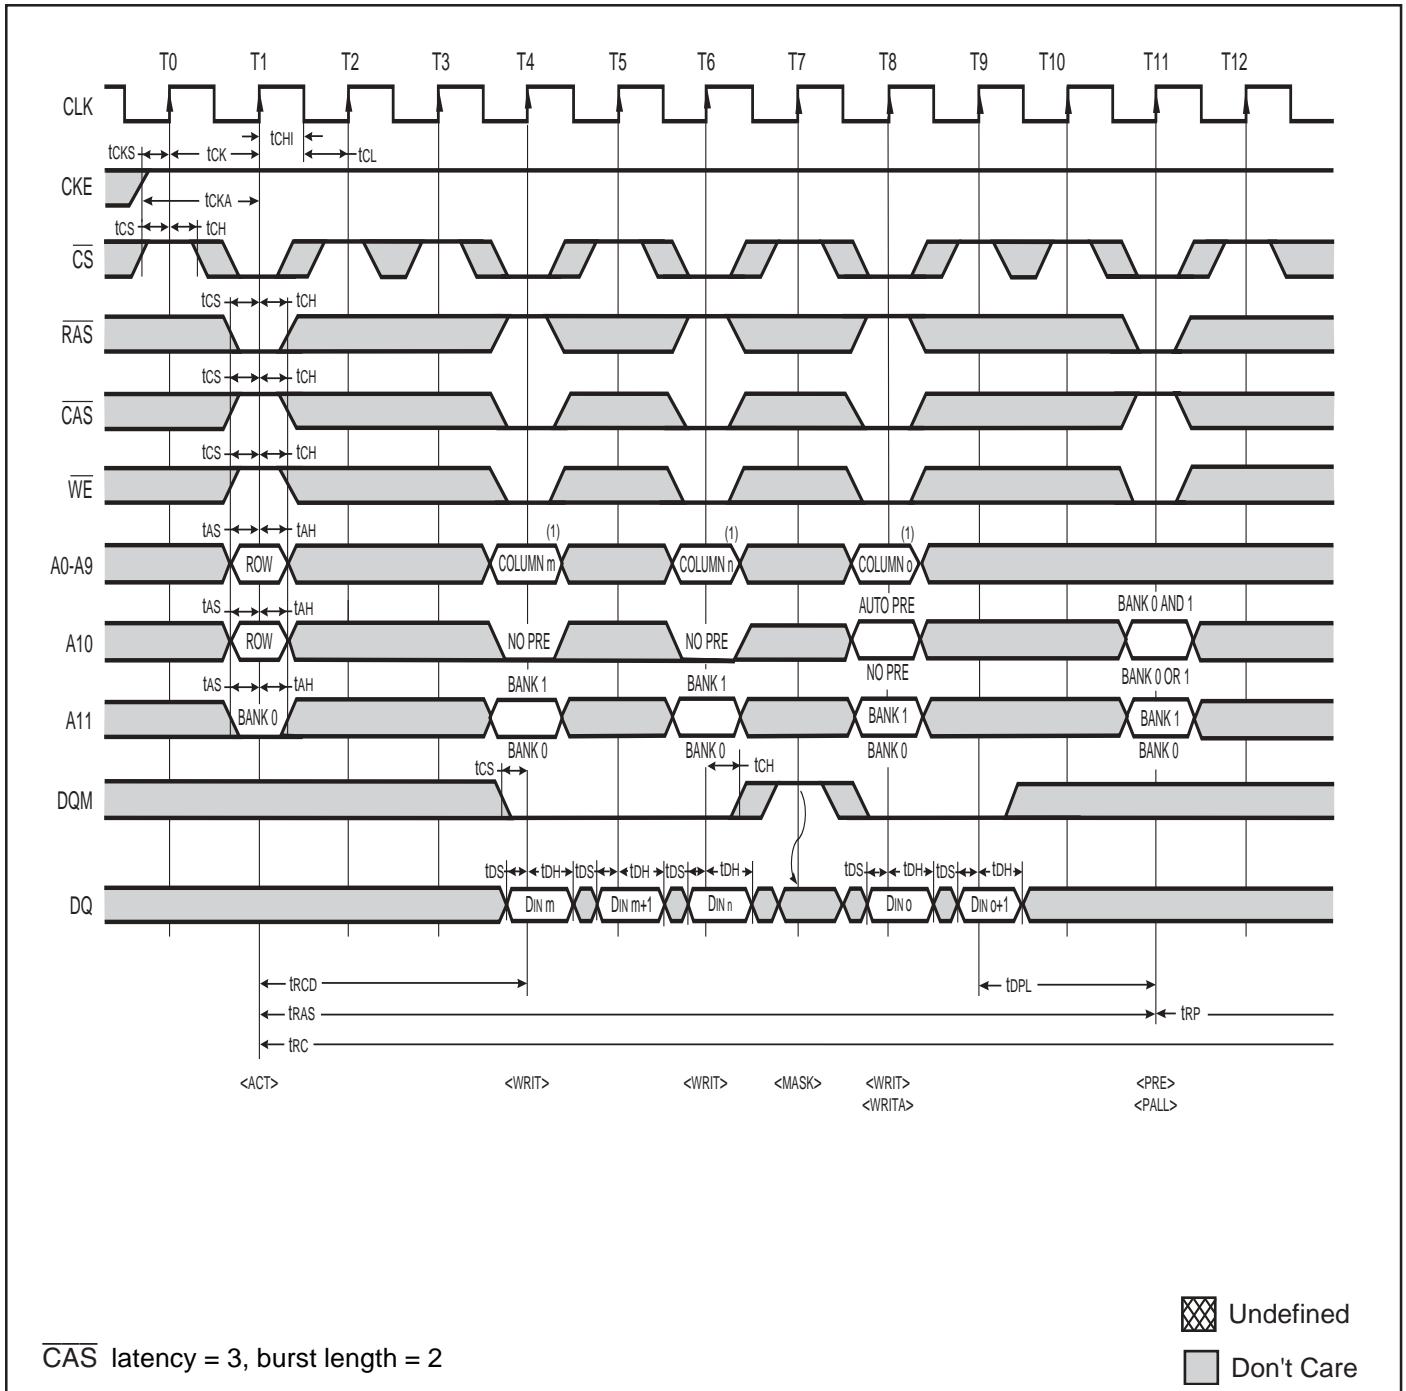 T0 T1 T2 T3 T4 T5 T6 T7 T8 T9 T10 T11 T12
CLK
tCHI
tCKS tCK tCL
CKE
tCKA
tCS tCH
CS
tCS tCH
RAS
tCS tCH
CAS
tCS tCH
WE
tAS tAH (1) (1) (1)
A0-A9 ROW COLUMN m COLUMN n COLUMN o
tAS tAH AUTO PRE BANK 0 AND 1
A10 ROW NO PRE NO PRE
NO PRE BANK 0 OR 1
tAS tAH BANK 1 BANK 1
A11 BANK 0 BANK 1 BANK 1
BANK 0 BANK 0 BANK 0 BANK 0
tCS tCH
DQM
tDS tDH tDS tDH tDS tDH tDS tDH tDS tDH
DQ DIN m DIN m+1 DIN n DIN o DIN o+1
tRCD tDPL
tRAS tRP
tRC
<ACT> <WRIT> <WRIT> <MASK> <WRIT> <PRE>
<WRITA> <PALL>
Undefined
CAS latency = 3, burst length = 2
Don't Care